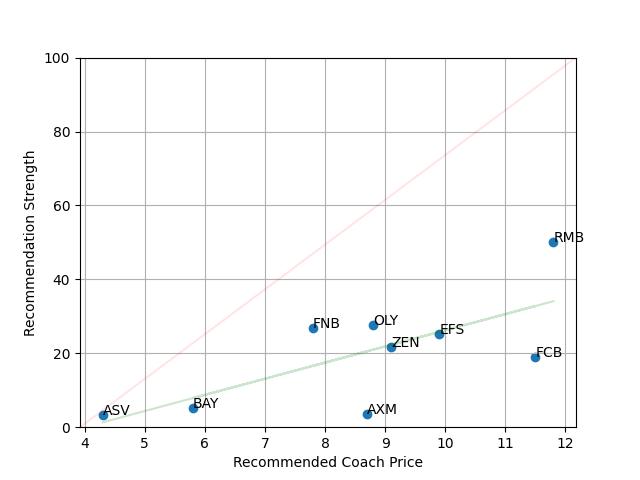 100
80
60
40
20
0
Recommendation Strength
RMB
FNB
OLY
EFS
ZEN
FCB
BAY
ASV
AXM
4 5 6 7 8 9 10 11 12
Recommended Coach Price